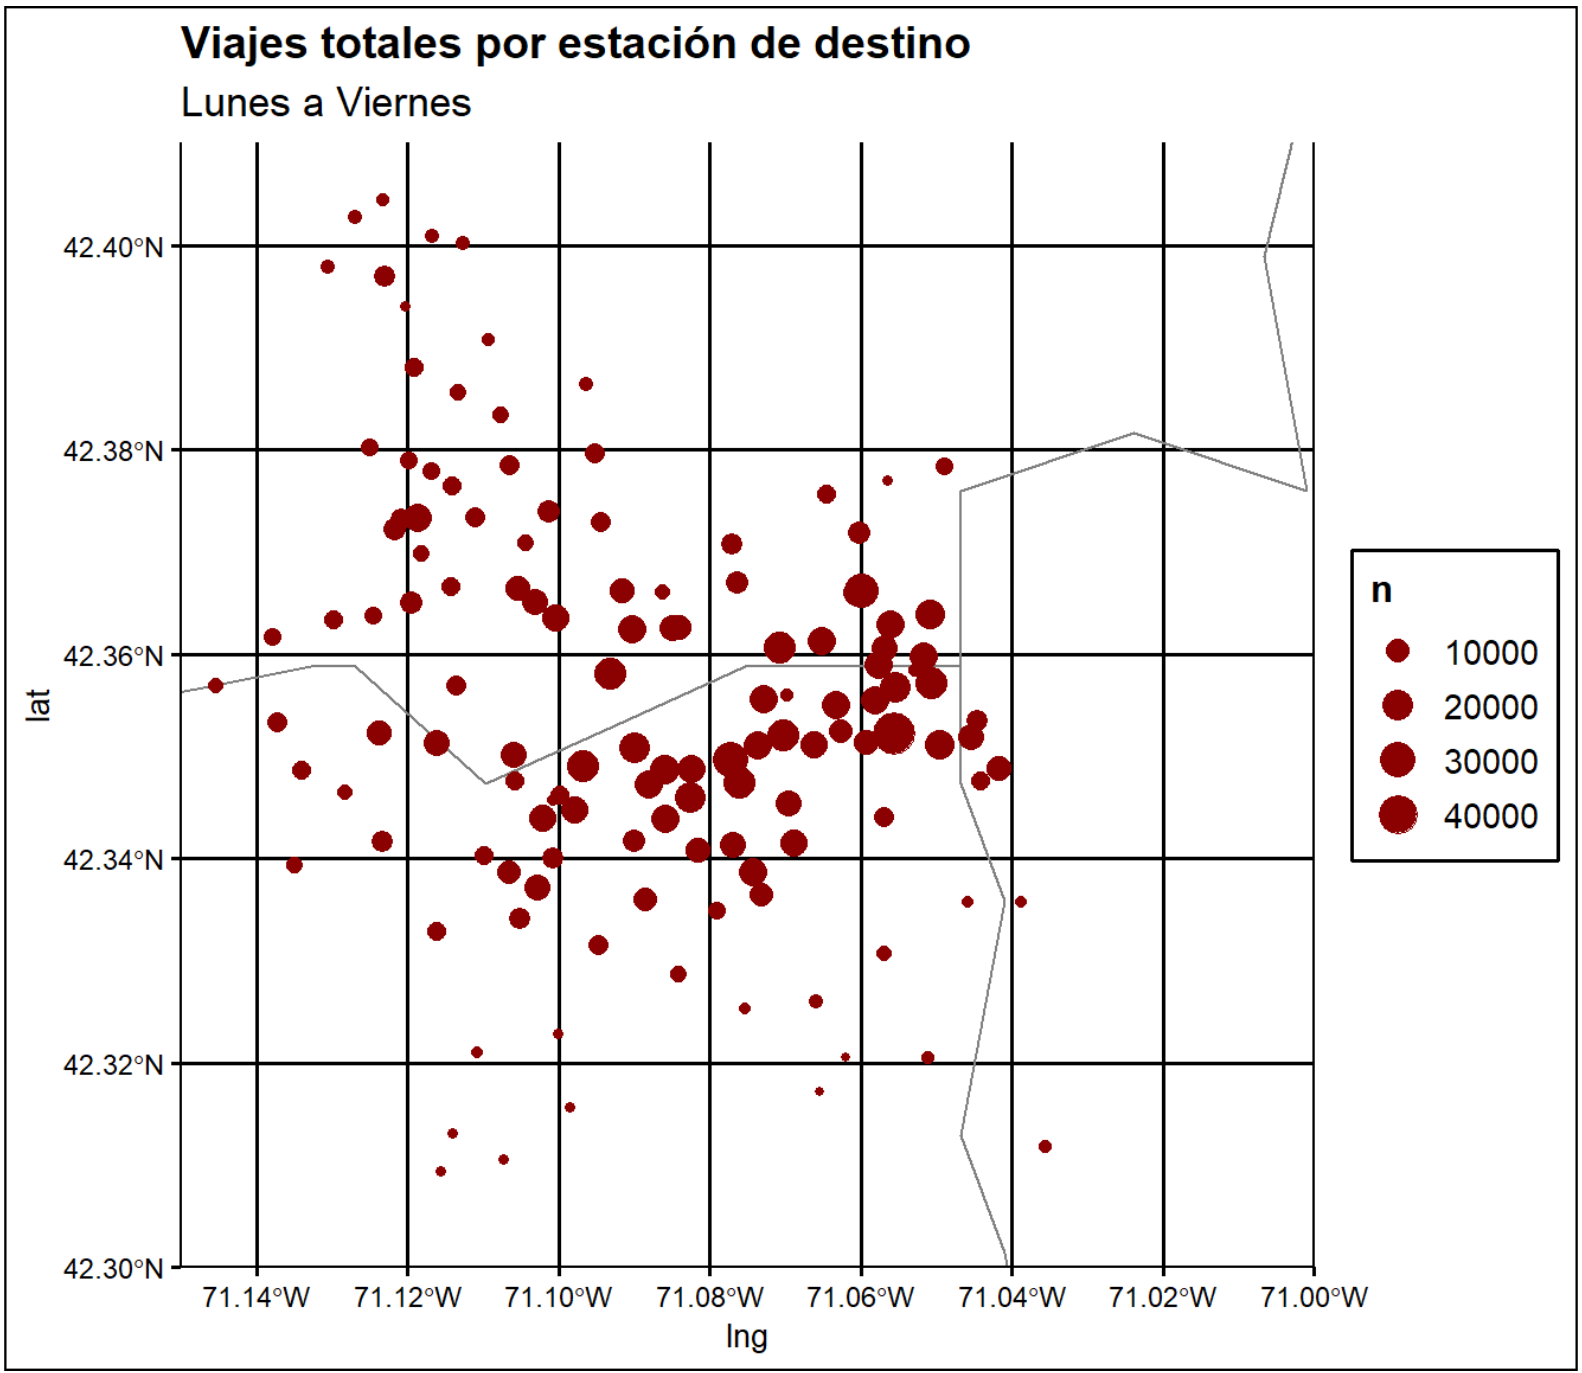 Viajes totales por estación de destino
Lunes a Viernes
42.40°N
42.38°N
42.36°N
42.34°N
42.32°N
42.30°N
lat
71.14°W 71.12°W 71.10°W 71.08°W 71.06°W 71.04°W 71.02°W 71.00°W
lng
n
10000
20000
30000
40000